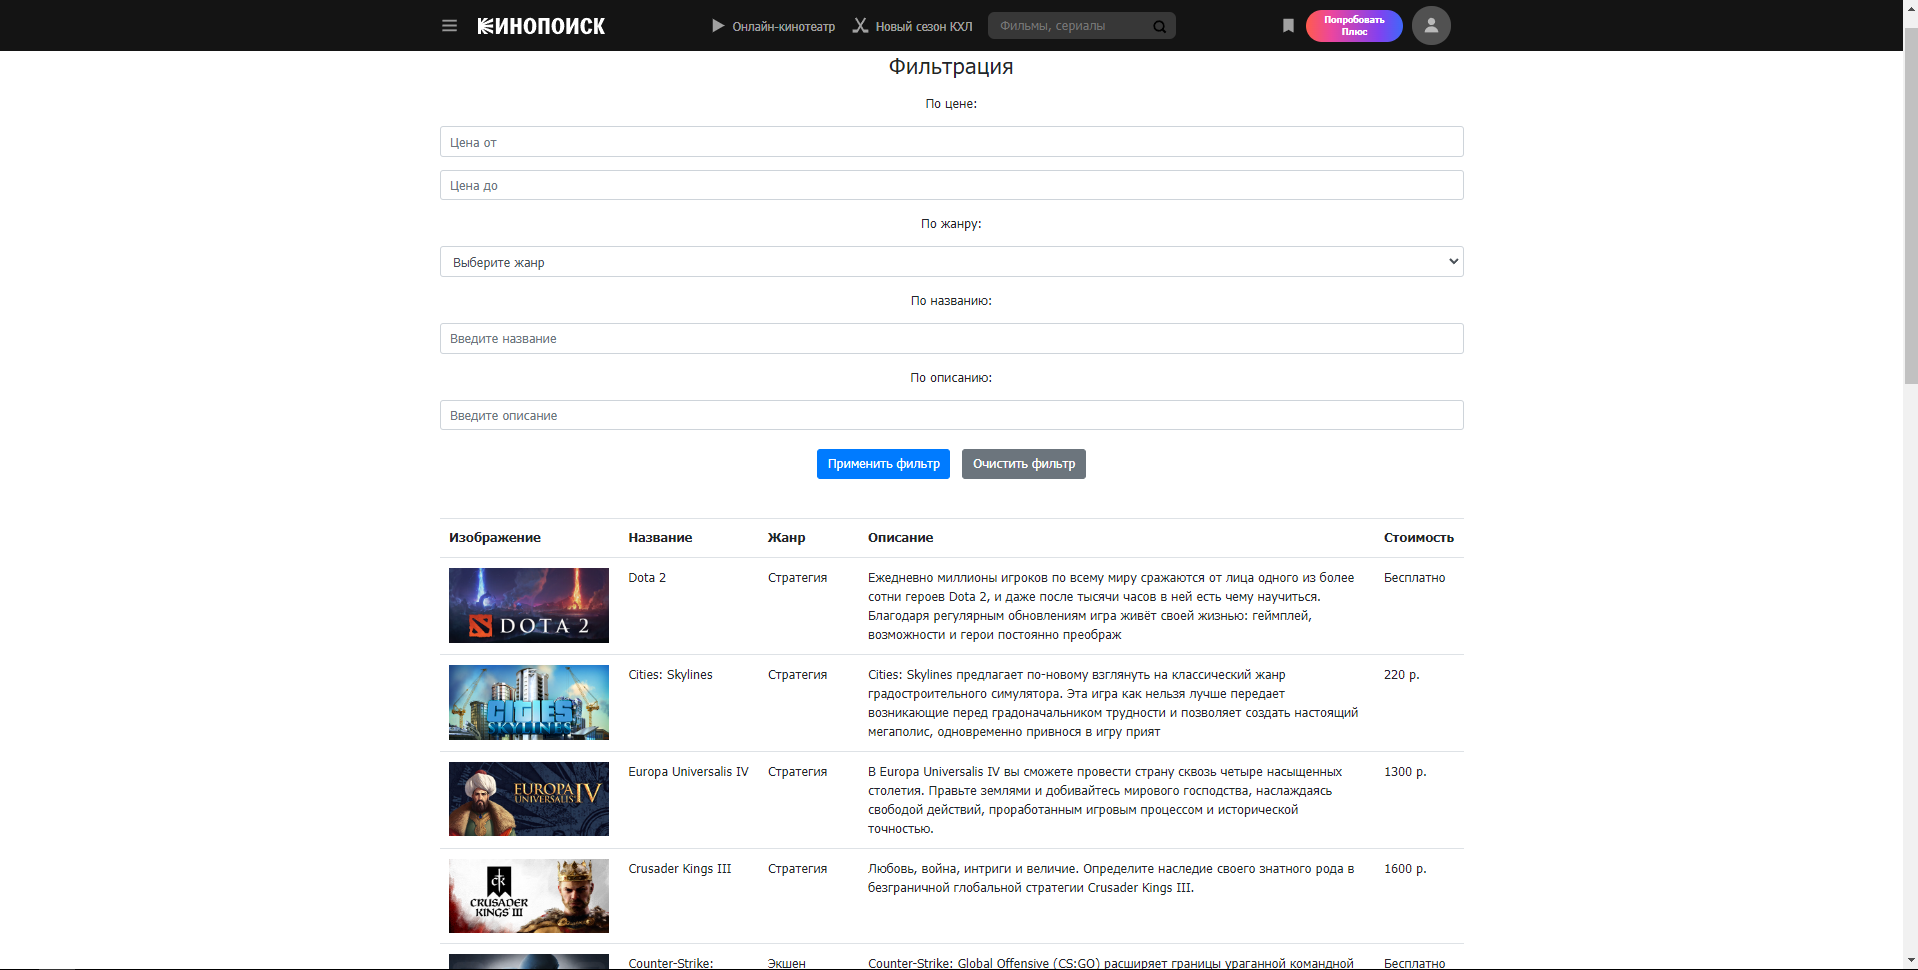 КИНОПОИСК
Онлайн-кинотеатр
Новый сезон КХЛ
Фильмы, сериалы
Попробовать
Плюс
Фильтрация
По цене:
Цена от
Цена до
По жанру:
Выберите жанр
По названию:
Введите название
По описанию:
Введите описание
Применить фильтр
Очистить фильтр
Изображение Название Жанр Описание Стоимость
DOTA 2
Dota 2
Стратегия
Ежедневно миллионы игроков по всему миру сражаются от лица одного из более
сотни героев Dota 2, и даже после тысячи часов в ней есть чему научиться.
Благодаря регулярным обновлениям игра живёт своей жизнью: геймплей,
возможности и герои постоянно преображ
Бесплатно
CITIES
SKYLINES
Cities: Skylines
Стратегия
Cities: Skylines предлагает по-новому взглянуть на классический жанр
градостроительного симулятора. Эта игра как нельзя лучше передает
возникающие перед градоначальником трудности и позволяет создать настоящий
мегаполис, одновременно привнося в игру прият
220 р.
EUROPA
UNIVERSALIS IV
Europa Universalis IV
Стратегия
В Europa Universalis IV вы сможете провести страну сквозь четыре насыщенных
столетия. Правьте землями и добивайтесь мирового господства, наслаждаясь
свободой действий, проработанным игровым процессом и исторической
точностью.
1300 р.
CK
CRUSADER
KINGS III
Crusader Kings III
Стратегия
Любовь, война, интриги и величие. Определите наследие своего знатного рода в
безграничной глобальной стратегии Crusader Kings III.
1600 р.
Counter-Strike:
Экшен
Counter-Strike: Global Offensive (CS:GO) расширяет границы ураганной командной
Бесплатно